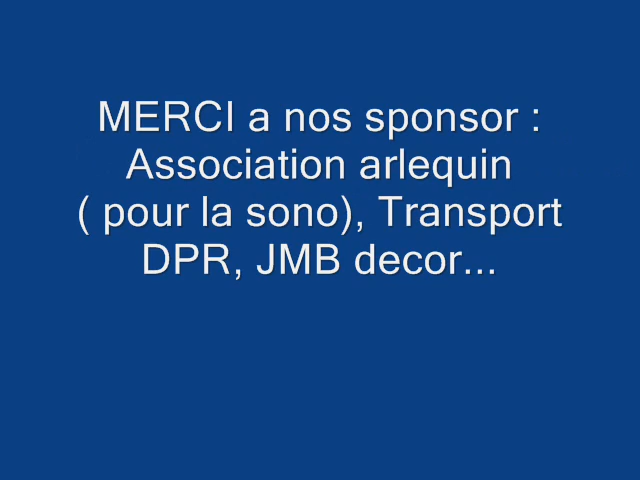 MERCI a nos sponsor :
Association arlequin
( pour la sono), Transport
DPR, JMB decor...